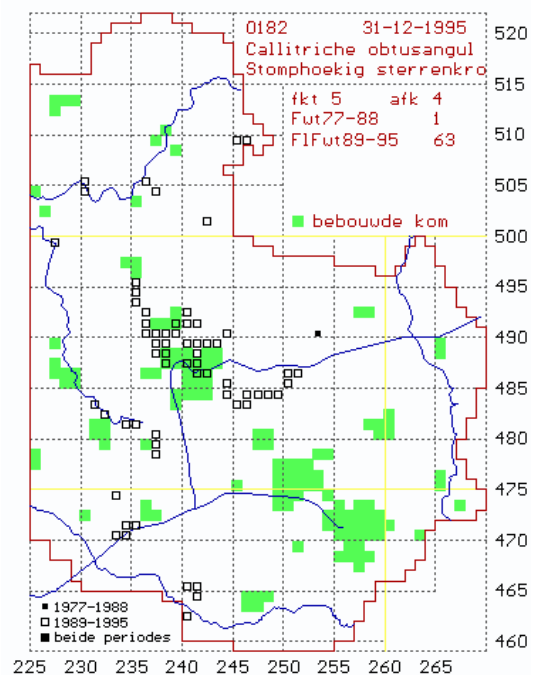 0182 31-12-1995
Callitriche obtusangul
Stomphoekig sterrenkro
fkt 5 afk 4
Fwt77-88 1
FlFwt89-95 63
bebouwde kom
520
515
510
505
500
495
490
485
480
475
470
465
460
1977-1988
1989-1995
beide periodes
225 230 235 240 245 250 255 260 265